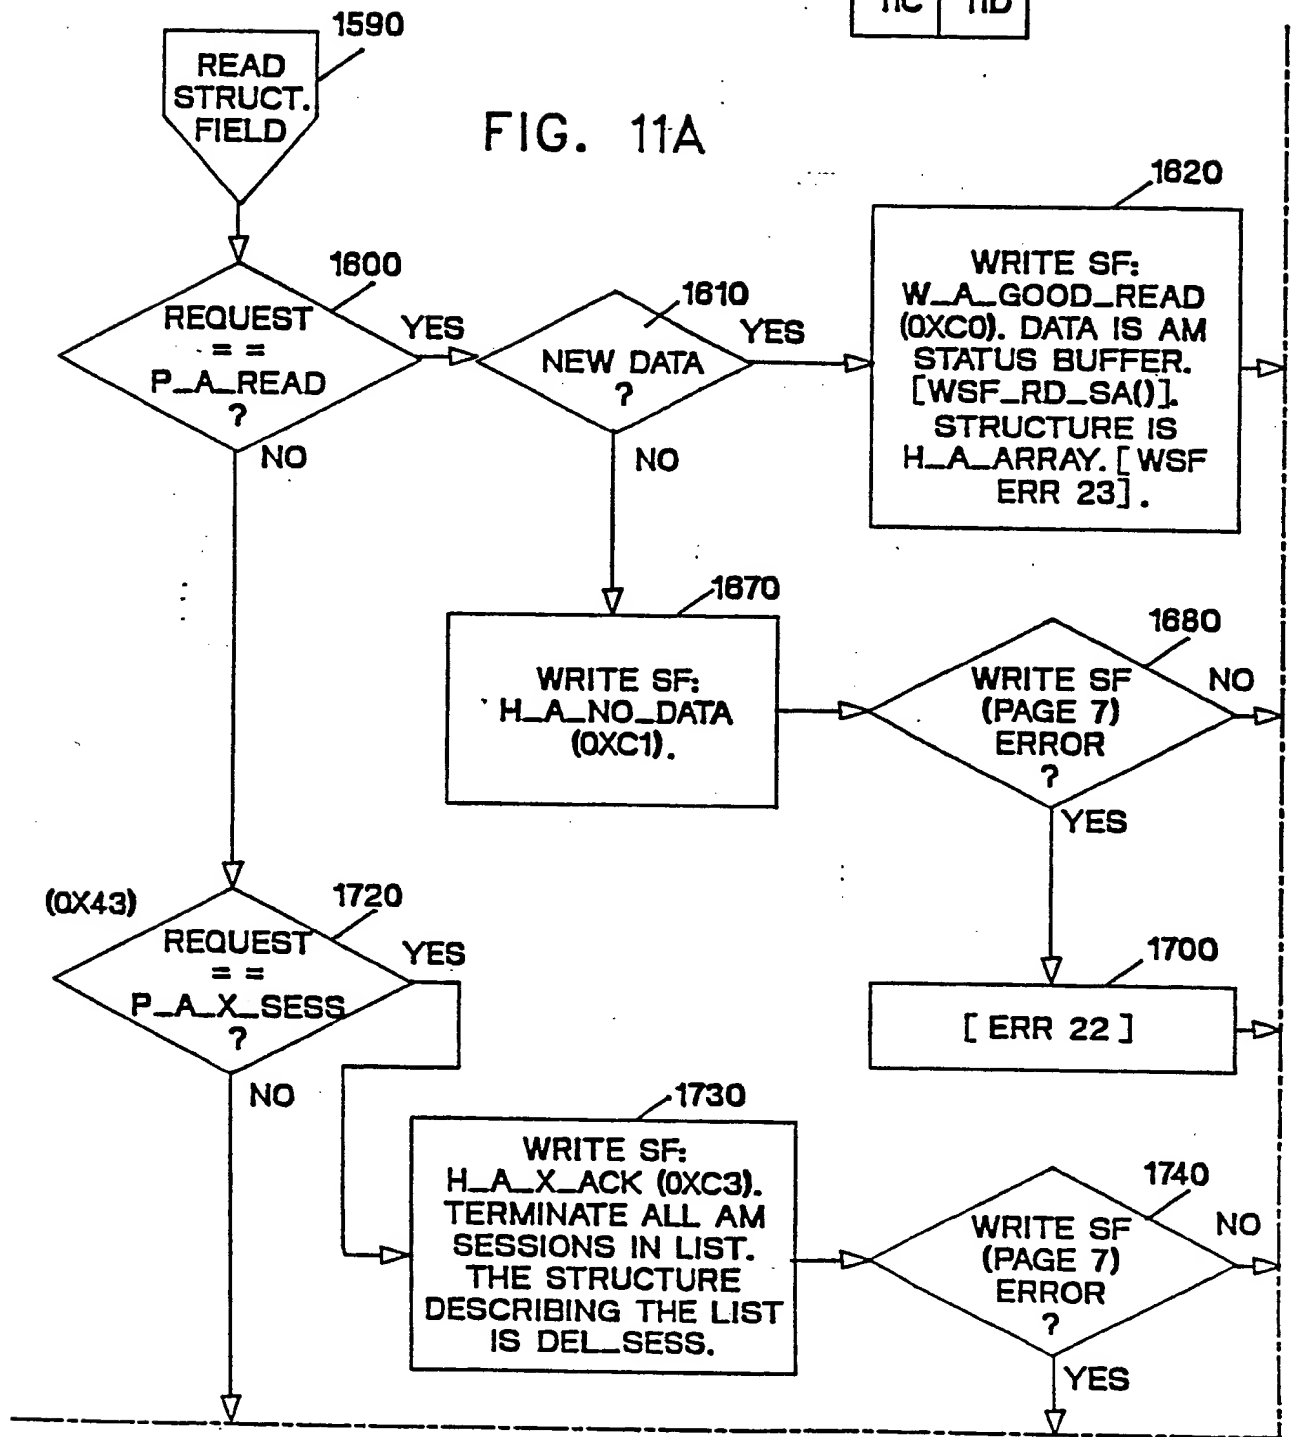 11C 11D
1590
READ
STRUCT.
FIELD
FIG. 11A
1620
WRITE SF:
W_A_GOOD_READ
(0XC0). DATA IS AM
STATUS BUFFER.
[WSF_RD_SA()].
STRUCTURE IS
H_A_ARRAY. [WSF
ERR 23].
1600
REQUEST
= =
P_A_READ
?
YES
NO
1610
NEW DATA
?
YES
NO
1670
WRITE SF:
H_A_NO_DATA
(0XC1).
1680
WRITE SF
(PAGE 7)
ERROR
?
NO
YES
(0X43)
1720
REQUEST
= =
P_A_X_SESS
?
YES
NO
1700
[ ERR 22 ]
1730
WRITE SF:
H_A_X_ACK (0XC3).
TERMINATE ALL AM
SESSIONS IN LIST.
THE STRUCTURE
DESCRIBING THE LIST
IS DEL_SESS.
1740
WRITE SF
(PAGE 7)
ERROR
?
NO
YES